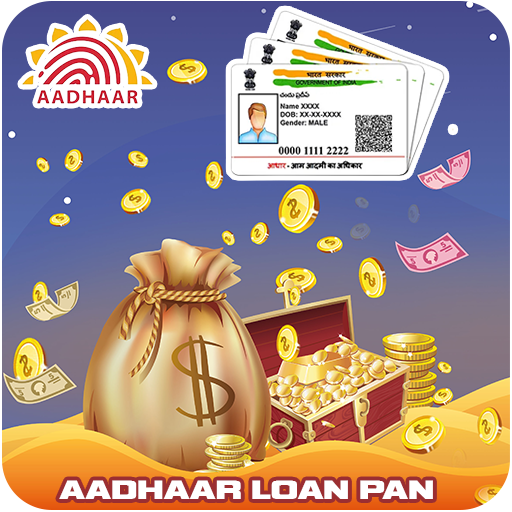 AADHAAR
भारत सरकार
GOVERNMENT OF INDIA
చందు ప్రదీప్
Name XXXX
DOB: XX-XX-XXXX
Gender: MALE
0000 1111 2222
आधार - आम आदमी का अधिकार
$
AADHAAR LOAN PAN